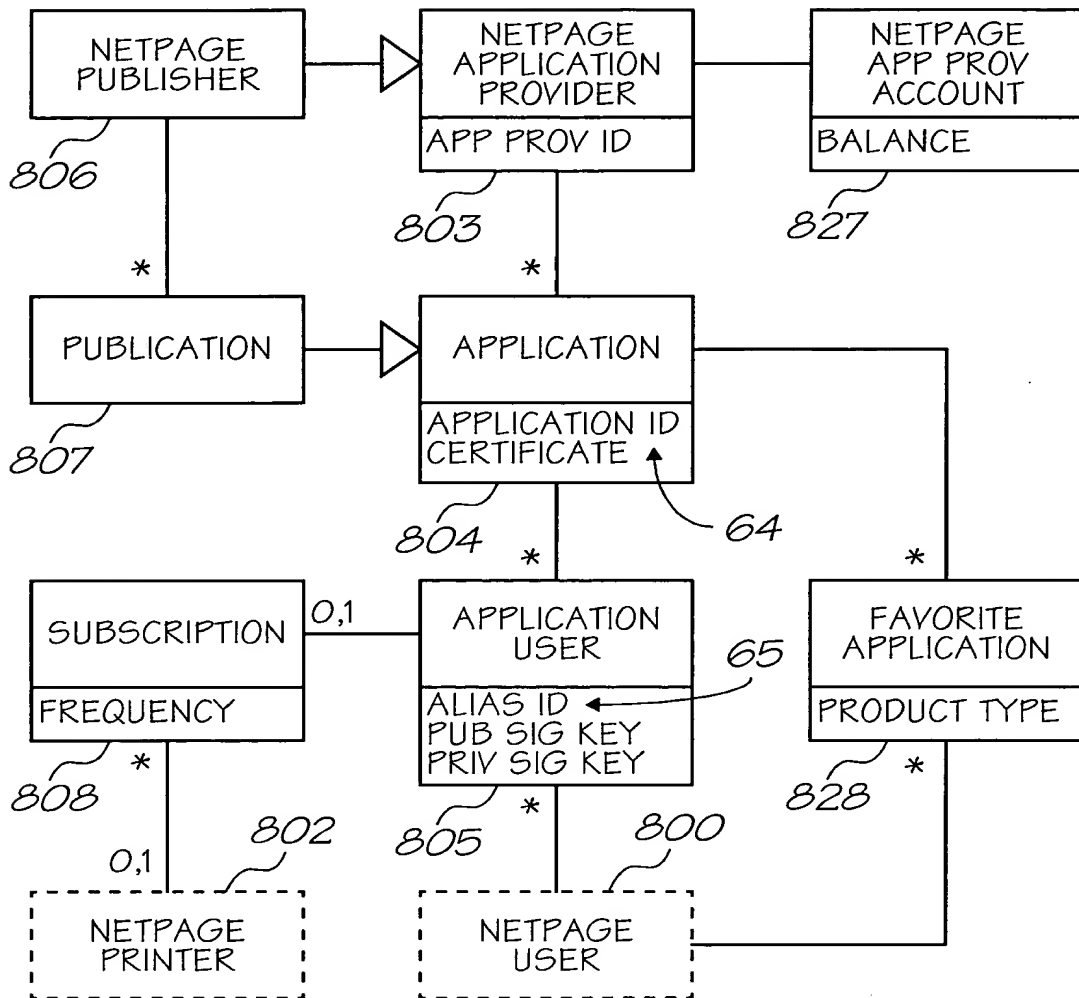 NETPAGE
PUBLISHER
806
NETPAGE
APPLICATION
PROVIDER
APP PROV ID
803
NETPAGE
APP PROV
ACCOUNT
BALANCE
827
*
*
PUBLICATION
807
APPLICATION
APPLICATION ID
CERTIFICATE
64
804
*
*
SUBSCRIPTION
FREQUENCY
808
0,1
APPLICATION
USER
ALIAS ID
PUB SIG KEY
PRIV SIG KEY
65
805
FAVORITE
APPLICATION
PRODUCT TYPE
828
*
*
*
0,1
802
NETPAGE
PRINTER
800
NETPAGE
USER